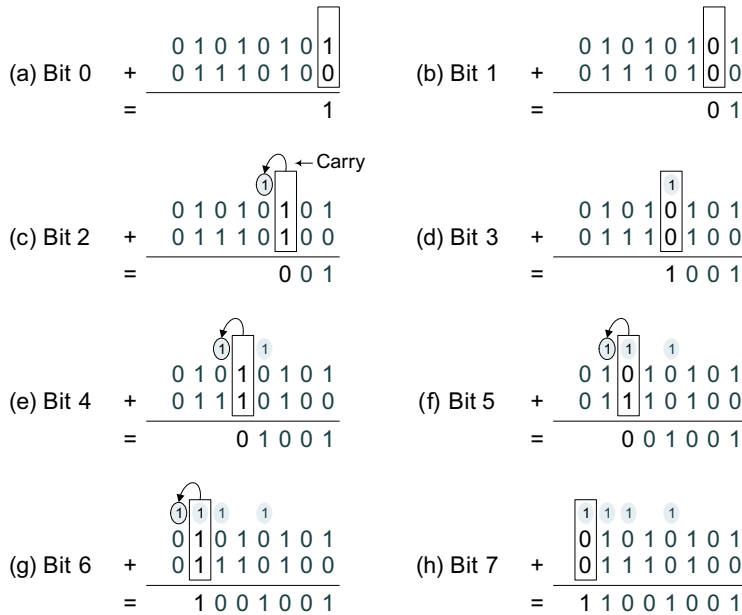 0 1 0 1 0 1 0 1
(a) Bit 0 + 0 1 1 1 0 1 0 0
= 1
0 1 0 1 0 1 0 1
(b) Bit 1 + 0 1 1 1 0 1 0 0
= 0 1
Carry
1
0 1 0 1 0 1 0 1
(c) Bit 2 + 0 1 1 1 0 1 0 0
= 0 0 1
1
0 1 0 1 0 1 0 1
(d) Bit 3 + 0 1 1 1 0 1 0 0
= 1 0 0 1
1 1
0 1 0 1 0 1 0 1
(e) Bit 4 + 0 1 1 1 0 1 0 0
= 0 1 0 0 1
1 1 1
0 1 0 1 0 1 0 1
(f) Bit 5 + 0 1 1 1 0 1 0 0
= 0 0 1 0 0 1
1 1 1 1
0 1 0 1 0 1 0 1
(g) Bit 6 + 0 1 1 1 0 1 0 0
= 1 0 0 1 0 0 1
1 1 1 1
0 1 0 1 0 1 0 1
(h) Bit 7 + 0 1 1 1 0 1 0 0
= 1 1 0 0 1 0 0 1